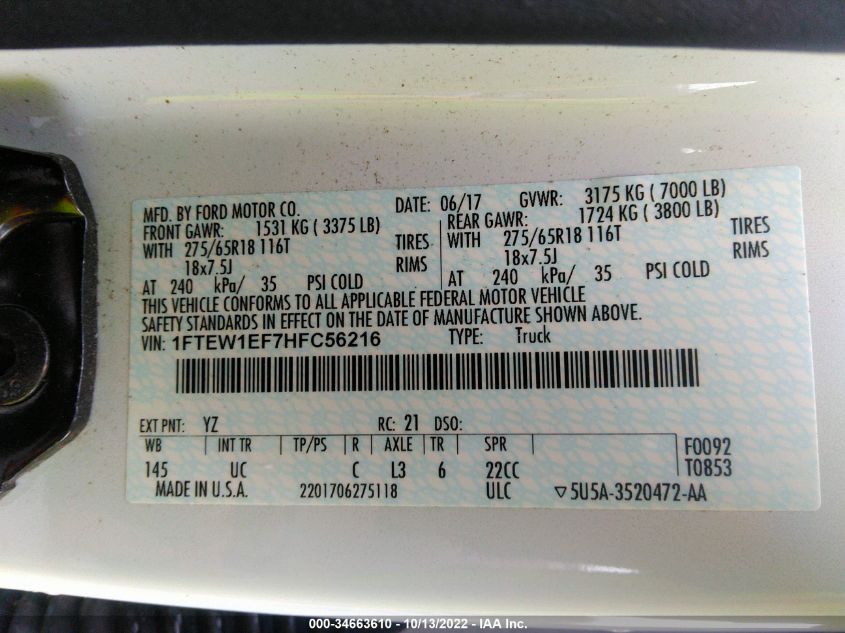 MFD. BY FORD MOTOR CO. DATE: 06/17 GVWR: 3175 KG ( 7000 LB)
FRONT GAWR: 1531 KG ( 3375 LB) REAR GAWR: 1724 KG ( 3800 LB)
WITH 275/65R18 116T TIRES WITH 275/65R18 116T TIRES
18x7.5J RIMS 18x7.5J RIMS
AT 240 kPa/ 35 PSI COLD AT 240 kPa/ 35 PSI COLD
THIS VEHICLE CONFORMS TO ALL APPLICABLE FEDERAL MOTOR VEHICLE
SAFETY STANDARDS IN EFFECT ON THE DATE OF MANUFACTURE SHOWN ABOVE.
VIN: 1FTEW1EF7HFC56216 TYPE: Truck
EXT PNT: YZ RC: 21 DSO:
WB INT TR TP/PS R AXLE TR SPR F0092
145 UC C L3 6 22CC T0853
MADE IN U.S.A. 2201706275118 ULC ▽5U5A-3520472-AA
000-34663610 - 10/13/2022 - IAA Inc.